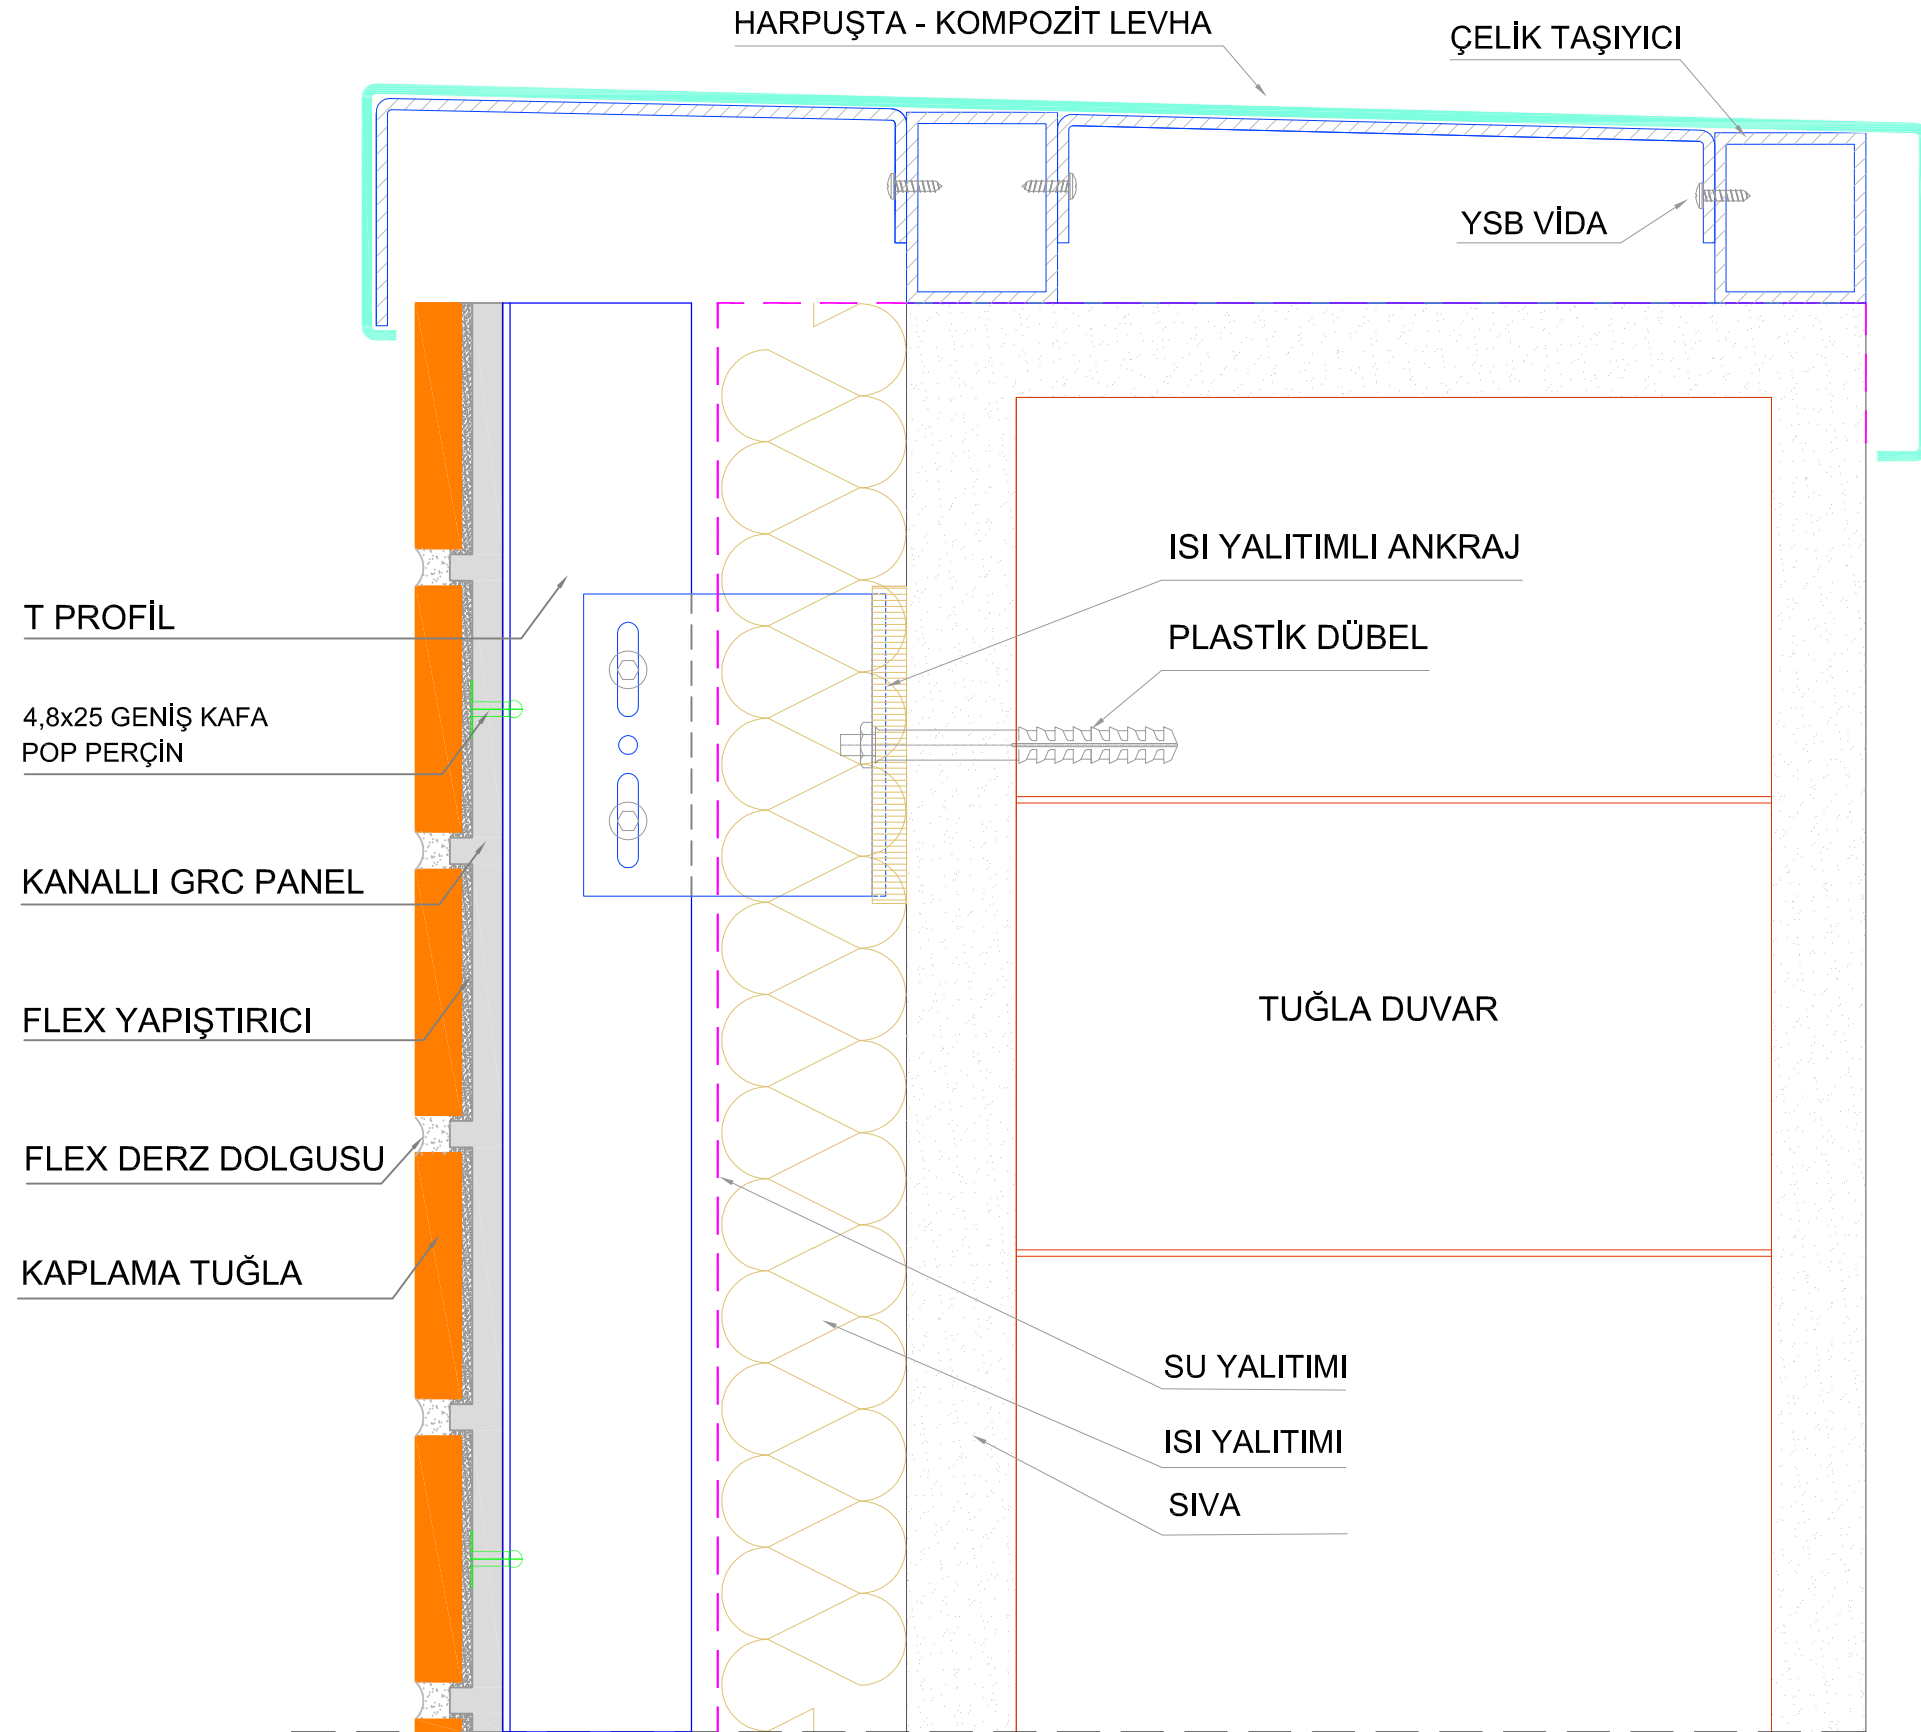 HARPUŞTA - KOMPOZİT LEVHA
ÇELİK TAŞIYICI
YSB VİDA
ISI YALITIMLI ANKRAJ
T PROFİL
PLASTİK DÜBEL
4,8x25 GENİŞ KAFA
POP PERÇİN
KANALLI GRC PANEL
TUĞLA DUVAR
FLEX YAPIŞTIRICI
FLEX DERZ DOLGUSU
KAPLAMA TUĞLA
SU YALITIMI
ISI YALITIMI
SIVA